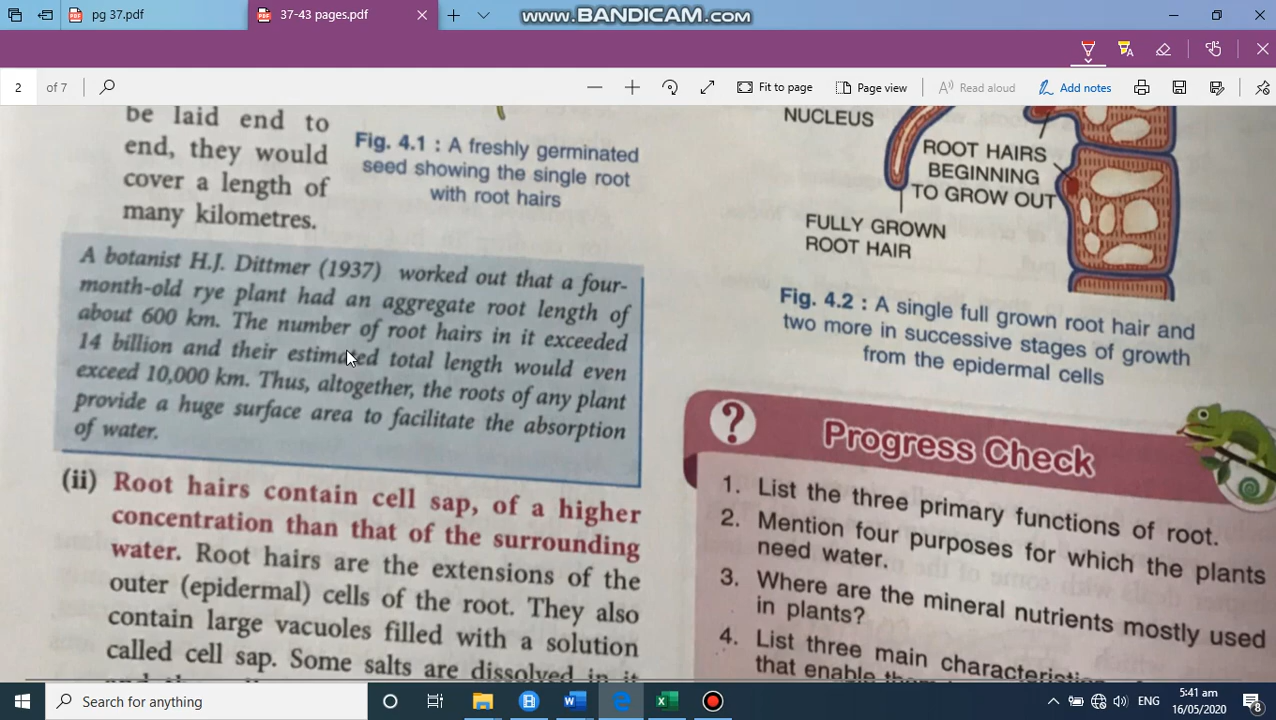 pg 37.pdf
37-43 pages.pdf
www.BANDICAM.com
2 of 7
Fit to page
Page view
Read aloud
Add notes
be laid end to
end, they would
cover a length of
many kilometres.
Fig. 4.1 : A freshly germinated
seed showing the single root
with root hairs
A botanist H.J. Dittmer (1937) worked out that a four-
month-old rye plant had an aggregate root length of
about 600 km. The number of root hairs in it exceeded
14 billion and their estimated total length would even
exceed 10,000 km. Thus, altogether, the roots of any plant
provide a huge surface area to facilitate the absorption
of water.
(ii) Root hairs contain cell sap, of a higher
concentration than that of the surrounding
water. Root hairs are the extensions of the
outer (epidermal) cells of the root. They also
contain large vacuoles filled with a solution
called cell sap. Some salts are dissolved in it
NUCLEUS
ROOT HAIRS
BEGINNING
TO GROW OUT
FULLY GROWN
ROOT HAIR
Fig. 4.2 : A single full grown root hair and
two more in successive stages of growth
from the epidermal cells
?
Progress Check
1. List the three primary functions of root.
2. Mention four purposes for which the plants
need water.
3. Where are the mineral nutrients mostly used
in plants?
4. List three main characteris
that enable
Search for anything
ENG
5:41 am
16/05/2020
8